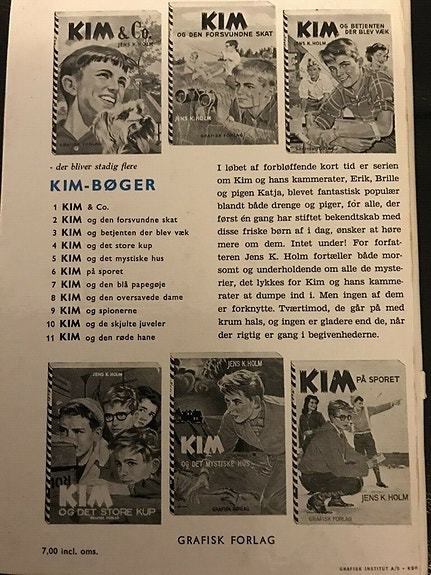 KIM & Co.
JENS K. HOLM
GRAFISK FORLAG
KIM
OG DEN FORSVUNDNE SKAT
JENS K. HOLM
GRAFISK FORLAG
KIM OG BETJENTEN
DER BLEV VÆK
JENS K. HOLM
GRAFISK FORLAG
- der bliver stadig flere
KIM-BØGER
1 KIM & Co.
2 KIM og den forsvundne skat
3 KIM og betjenten der blev væk
4 KIM og det store kup
5 KIM og det mystiske hus
6 KIM på sporet
7 KIM og den blå papegøje
8 KIM og den oversavede dame
9 KIM og spionerne
10 KIM og de skjulte juveler
11 KIM og den røde hane
I løbet af forbløffende kort tid er serien
om Kim og hans kammerater, Erik, Brille
og pigen Katja, blevet fantastisk populær
blandt både drenge og piger, for alle, der
først én gang har stiftet bekendtskab med
disse friske børn af i dag, ønsker at høre
mere om dem. Intet under! For forfat-
teren Jens K. Holm fortæller både mor-
somt og underholdende om alle de myste-
rier, det lykkes for Kim og hans kamme-
rater at dumpe ind i. Men ingen af dem
er forknytte. Tværtimod, de går på med
krum hals, og ingen er gladere end de, når
der rigtig er gang i begivenhederne.
JENS K. HOLM
KIM
OG DET STORE KUP
GRAFISK FORLAG
JENS K. HOLM
KIM
OG DET MYSTISKE HUS
GRAFISK FORLAG
KIM PÅ SPORET
JENS K. HOLM
GRAFISK FORLAG
GRAFISK FORLAG
7,00 incl. oms.
GRAFISK INSTITUT A/S • KBH